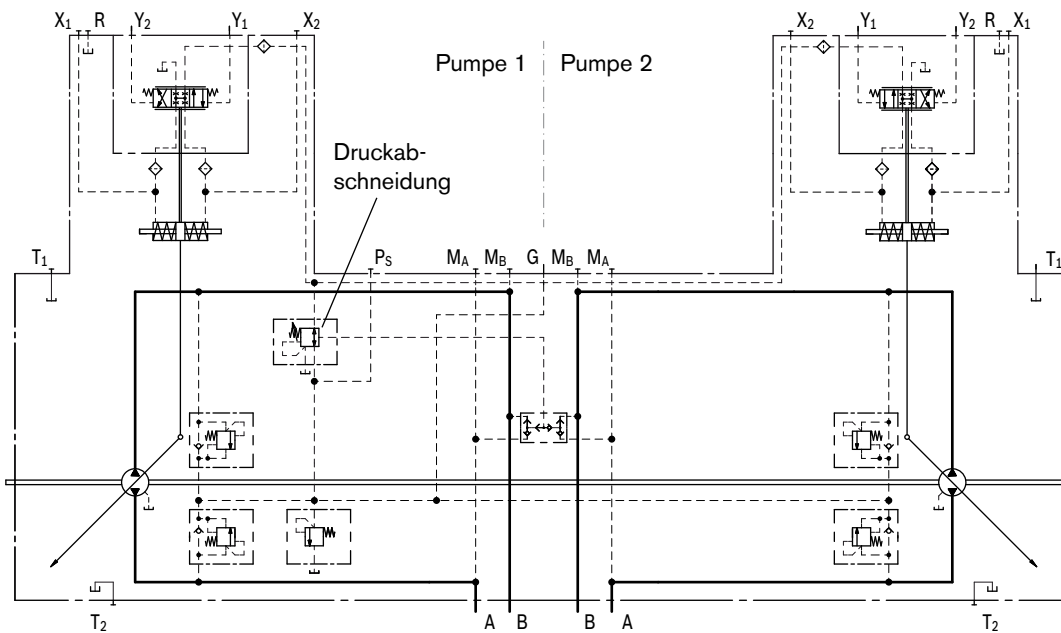 X1 R Y2 Y1 X2 X2 Y1 Y2 R X1
Pumpe 1 Pumpe 2
Druckab-
schneidung
T1 PS MA MB G MB MA T1
T2 A B B A T2